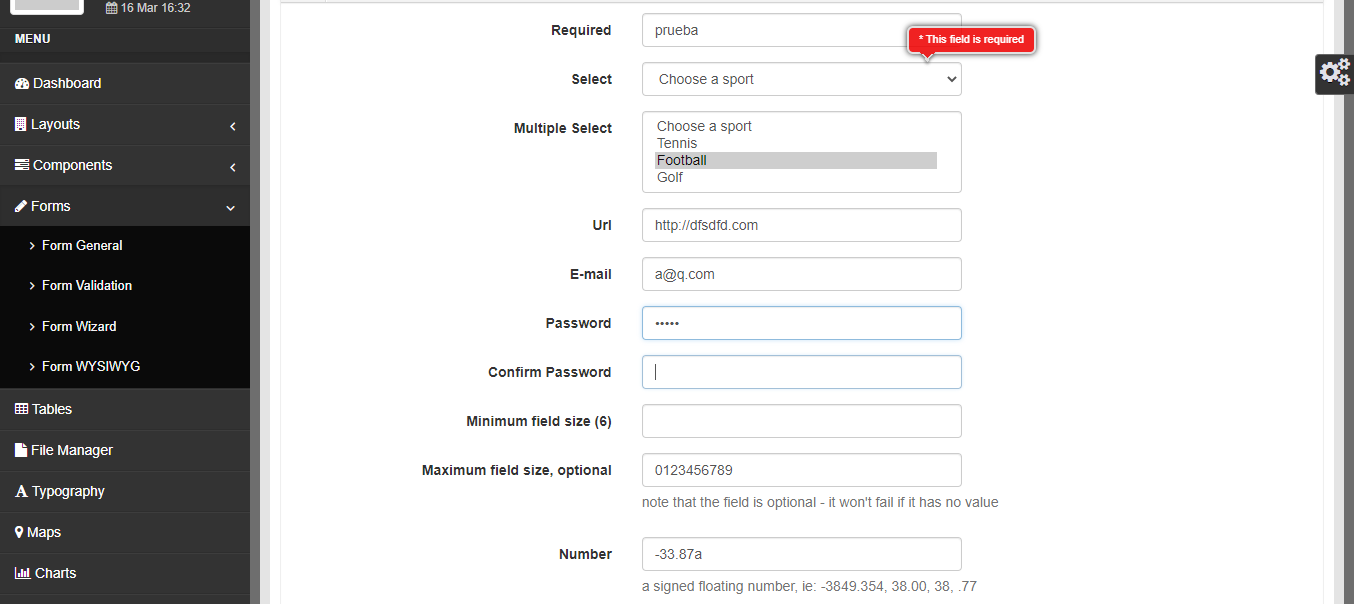 16 Mar 16:32
MENU
Dashboard
Layouts
Components
Forms
Form General
Form Validation
Form Wizard
Form WYSIWYG
Tables
File Manager
Typography
Maps
Charts
Required
prueba
* This field is required
Select
Choose a sport
Multiple Select
Choose a sport
Tennis
Football
Golf
Url
http://dfsdfd.com
E-mail
a@q.com
Password
•••••
Confirm Password
Minimum field size (6)
Maximum field size, optional
0123456789
note that the field is optional - it won't fail if it has no value
Number
-33.87a
a signed floating number, ie: -3849.354, 38.00, 38, .77